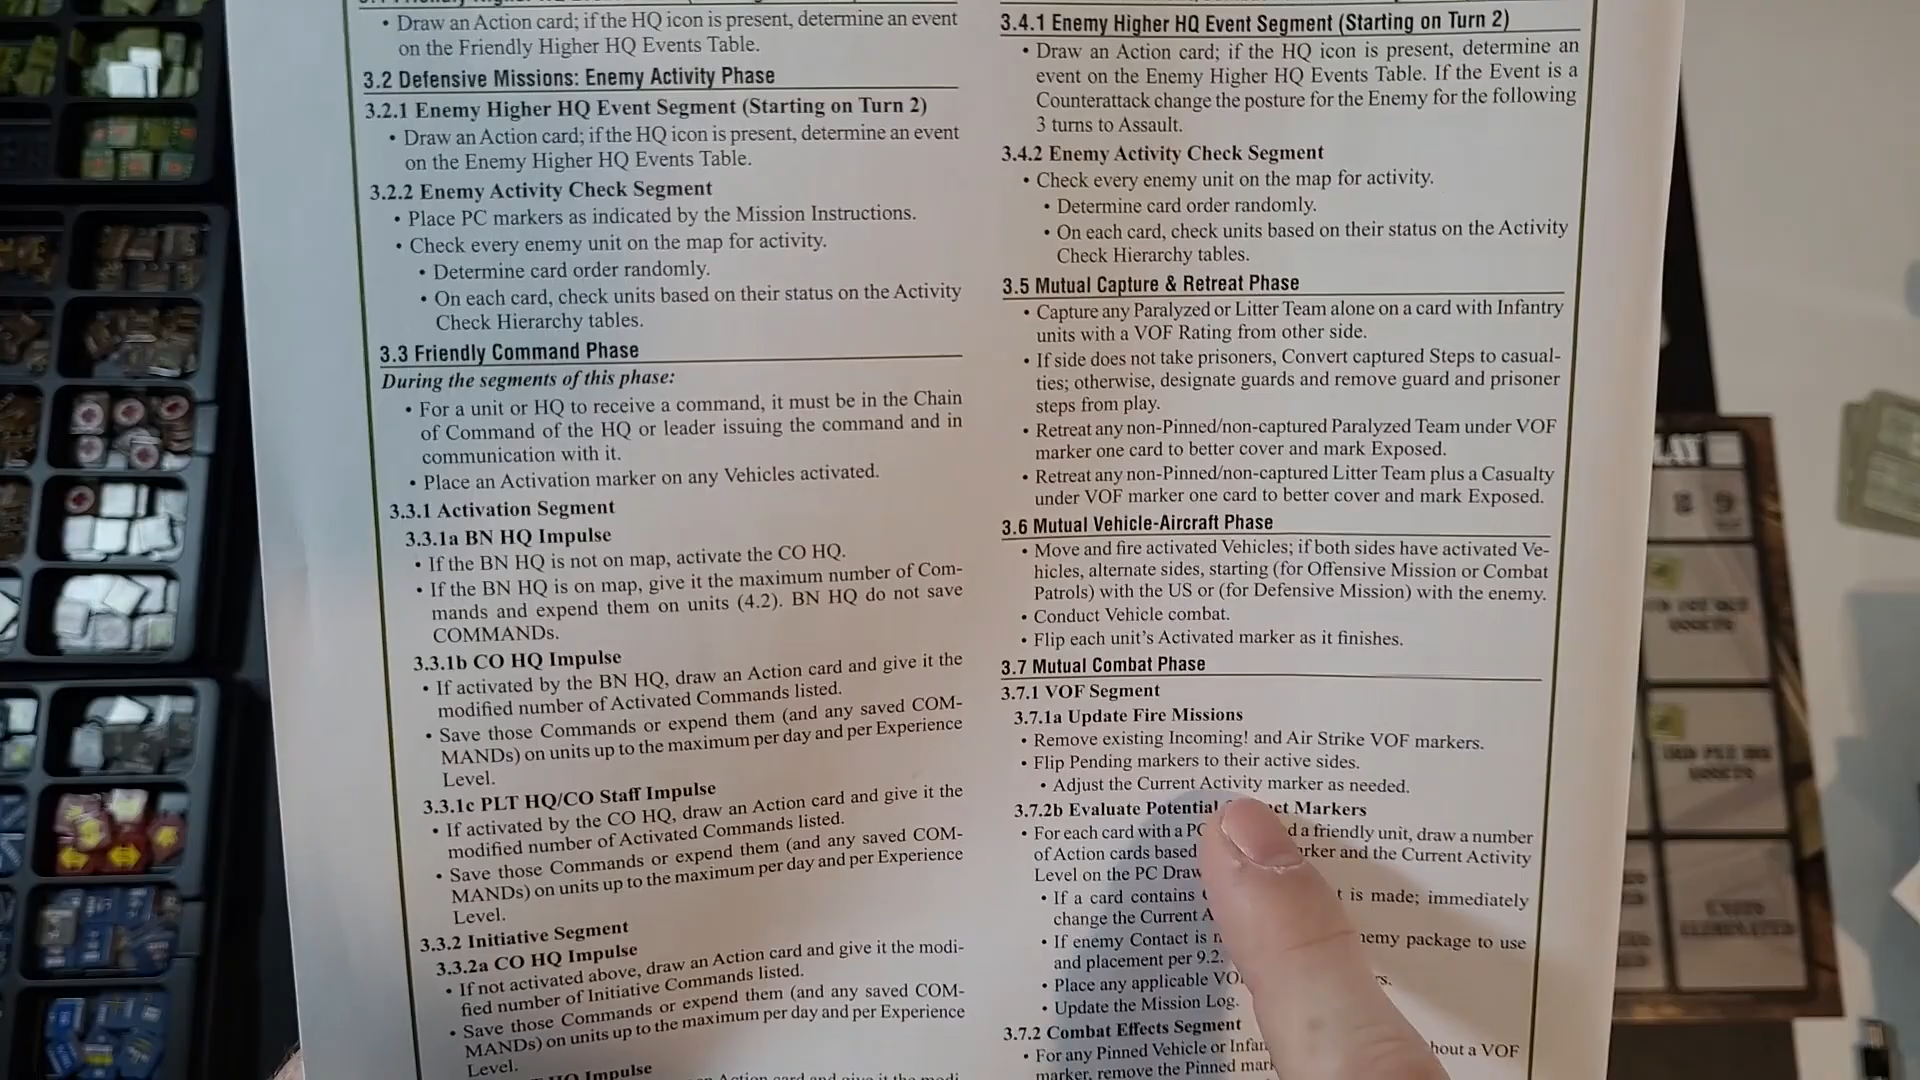 • Draw an Action card; if the HQ icon is present, determine an event
on the Friendly Higher HQ Events Table.
3.2 Defensive Missions: Enemy Activity Phase
3.2.1 Enemy Higher HQ Event Segment (Starting on Turn 2)
• Draw an Action card; if the HQ icon is present, determine an event
on the Enemy Higher HQ Events Table.
3.2.2 Enemy Activity Check Segment
• Place PC markers as indicated by the Mission Instructions.
• Check every enemy unit on the map for activity.
• Determine card order randomly.
• On each card, check units based on their status on the Activity
Check Hierarchy tables.
3.3 Friendly Command Phase
During the segments of this phase:
• For a unit or HQ to receive a command, it must be in the Chain
of Command of the HQ or leader issuing the command and in
communication with it.
• Place an Activation marker on any Vehicles activated.
3.3.1 Activation Segment
3.3.1a BN HQ Impulse
• If the BN HQ is not on map, activate the CO HQ.
• If the BN HQ is on map, give it the maximum number of Com-
mands and expend them on units (4.2). BN HQ do not save
COMMANDs.
3.3.1b CO HQ Impulse
• If activated by the BN HQ, draw an Action card and give it the
modified number of Activated Commands listed.
• Save those Commands or expend them (and any saved COM-
MANDs) on units up to the maximum per day and per Experience
Level.
3.3.1c PLT HQ/CO Staff Impulse
• If activated by the CO HQ, draw an Action card and give it the
modified number of Activated Commands listed.
• Save those Commands or expend them (and any saved COM-
MANDs) on units up to the maximum per day and per Experience
Level.
3.3.2 Initiative Segment
3.3.2a CO HQ Impulse
• If not activated above, draw an Action card and give it the modi-
fied number of Initiative Commands listed.
• Save those Commands or expend them (and any saved COM-
MANDs) on units up to the maximum per day and per Experience
Level.
HQ Impulse
3.4.1 Enemy Higher HQ Event Segment (Starting on Turn 2)
• Draw an Action card; if the HQ icon is present, determine an
event on the Enemy Higher HQ Events Table. If the Event is a
Counterattack change the posture for the Enemy for the following
3 turns to Assault.
3.4.2 Enemy Activity Check Segment
• Check every enemy unit on the map for activity.
• Determine card order randomly.
• On each card, check units based on their status on the Activity
Check Hierarchy tables.
3.5 Mutual Capture & Retreat Phase
• Capture any Paralyzed or Litter Team alone on a card with Infantry
units with a VOF Rating from other side.
• If side does not take prisoners, Convert captured Steps to casual-
ties; otherwise, designate guards and remove guard and prisoner
steps from play.
• Retreat any non-Pinned/non-captured Paralyzed Team under VOF
marker one card to better cover and mark Exposed.
• Retreat any non-Pinned/non-captured Litter Team plus a Casualty
under VOF marker one card to better cover and mark Exposed.
3.6 Mutual Vehicle-Aircraft Phase
• Move and fire activated Vehicles; if both sides have activated Ve-
hicles, alternate sides, starting (for Offensive Mission or Combat
Patrols) with the US or (for Defensive Mission) with the enemy.
• Conduct Vehicle combat.
• Flip each unit's Activated marker as it finishes.
3.7 Mutual Combat Phase
3.7.1 VOF Segment
3.7.1a Update Fire Missions
• Remove existing Incoming! and Air Strike VOF markers.
• Flip Pending markers to their active sides.
• Adjust the Current Activity marker as needed.
3.7.2b Evaluate Potential Markers
• For each card with a PC a friendly unit, draw a number
of Action cards based and the Current Activity
Level on the PC
• If a card contains is made; immediately
change the Current
• If enemy Contact is package to use
and placement per 9.2.
• Place any applicable
• Update the Mission Log.
3.7.2 Combat Effects Segment
• For any Pinned Vehicle or a VOF
marker, remove the Pinned
8 9